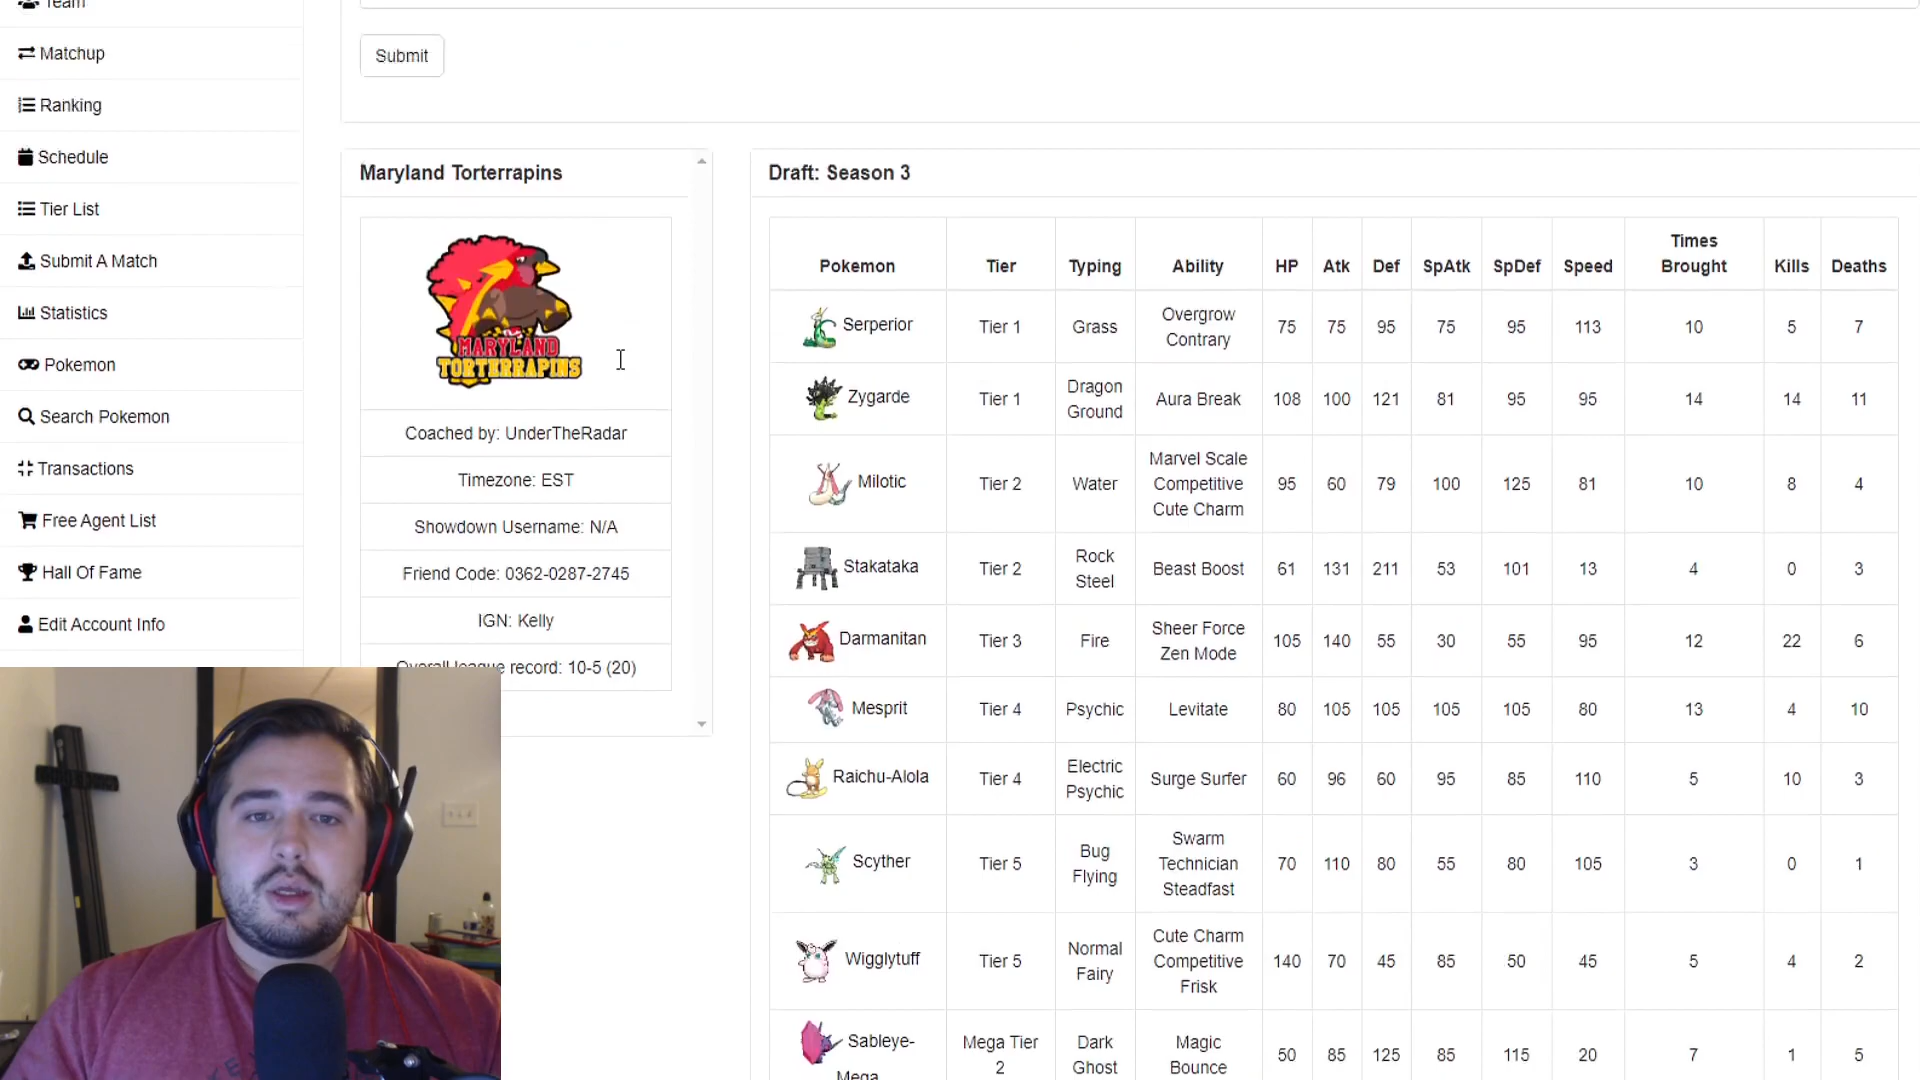 Team
Matchup
Ranking
Schedule
Tier List
Submit A Match
Statistics
Pokemon
Search Pokemon
Transactions
Free Agent List
Hall Of Fame
Edit Account Info
Submit
Maryland Torterrapins
MARYLAND
TORTERRAPINS
Coached by: UnderTheRadar
Timezone: EST
Showdown Username: N/A
Friend Code: 0362-0287-2745
IGN: Kelly
Overall league record: 10-5 (20)
Draft: Season 3
Pokemon Tier Typing Ability HP Atk Def SpAtk SpDef Speed Times Brought Kills Deaths
Serperior Tier 1 Grass Overgrow Contrary 75 75 95 75 95 113 10 5 7
Zygarde Tier 1 Dragon Ground Aura Break 108 100 121 81 95 95 14 14 11
Milotic Tier 2 Water Marvel Scale Competitive Cute Charm 95 60 79 100 125 81 10 8 4
Stakataka Tier 2 Rock Steel Beast Boost 61 131 211 53 101 13 4 0 3
Darmanitan Tier 3 Fire Sheer Force Zen Mode 105 140 55 30 55 95 12 22 6
Mesprit Tier 4 Psychic Levitate 80 105 105 105 105 80 13 4 10
Raichu-Alola Tier 4 Electric Psychic Surge Surfer 60 96 60 95 85 110 5 10 3
Scyther Tier 5 Bug Flying Swarm Technician Steadfast 70 110 80 55 80 105 3 0 1
Wigglytuff Tier 5 Normal Fairy Cute Charm Competitive Frisk 140 70 45 85 50 45 5 4 2
Sableye-Mega Mega Tier 2 Dark Ghost Magic Bounce 50 85 125 85 115 20 7 1 5